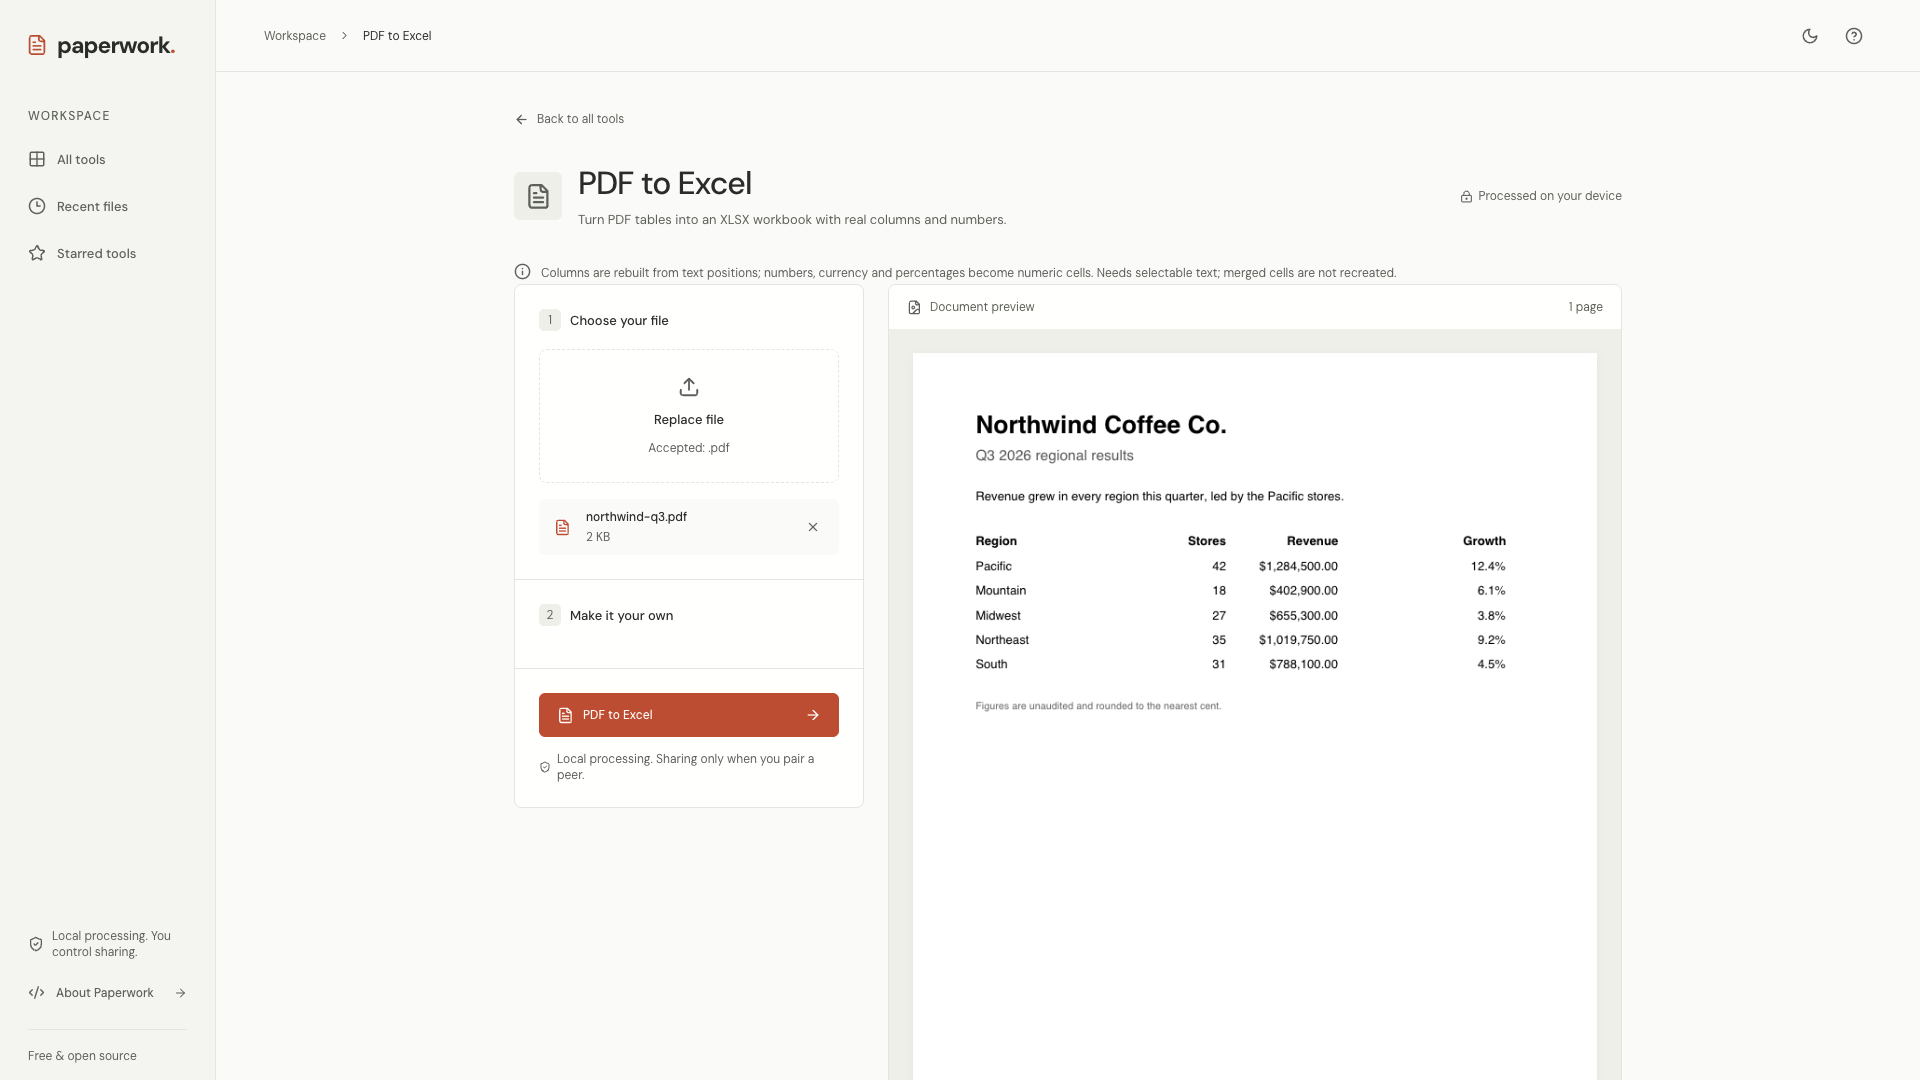 paperwork.
WORKSPACE
All tools
Recent files
Starred tools
Local processing. You
control sharing.
About Paperwork
Free & open source
Workspace
PDF to Excel
Back to all tools
PDF to Excel
Turn PDF tables into an XLSX workbook with real columns and numbers.
Processed on your device
Columns are rebuilt from text positions; numbers, currency and percentages become numeric cells. Needs selectable text; merged cells are not recreated.
1 Choose your file
Replace file
Accepted: .pdf
northwind-q3.pdf
2 KB
2 Make it your own
PDF to Excel
Local processing. Sharing only when you pair a
peer.
Document preview 1 page
Northwind Coffee Co.
Q3 2026 regional results
Revenue grew in every region this quarter, led by the Pacific stores.
Region Stores Revenue Growth
Pacific 42 $1,284,500.00 12.4%
Mountain 18 $402,900.00 6.1%
Midwest 27 $655,300.00 3.8%
Northeast 35 $1,019,750.00 9.2%
South 31 $788,100.00 4.5%
Figures are unaudited and rounded to the nearest cent.